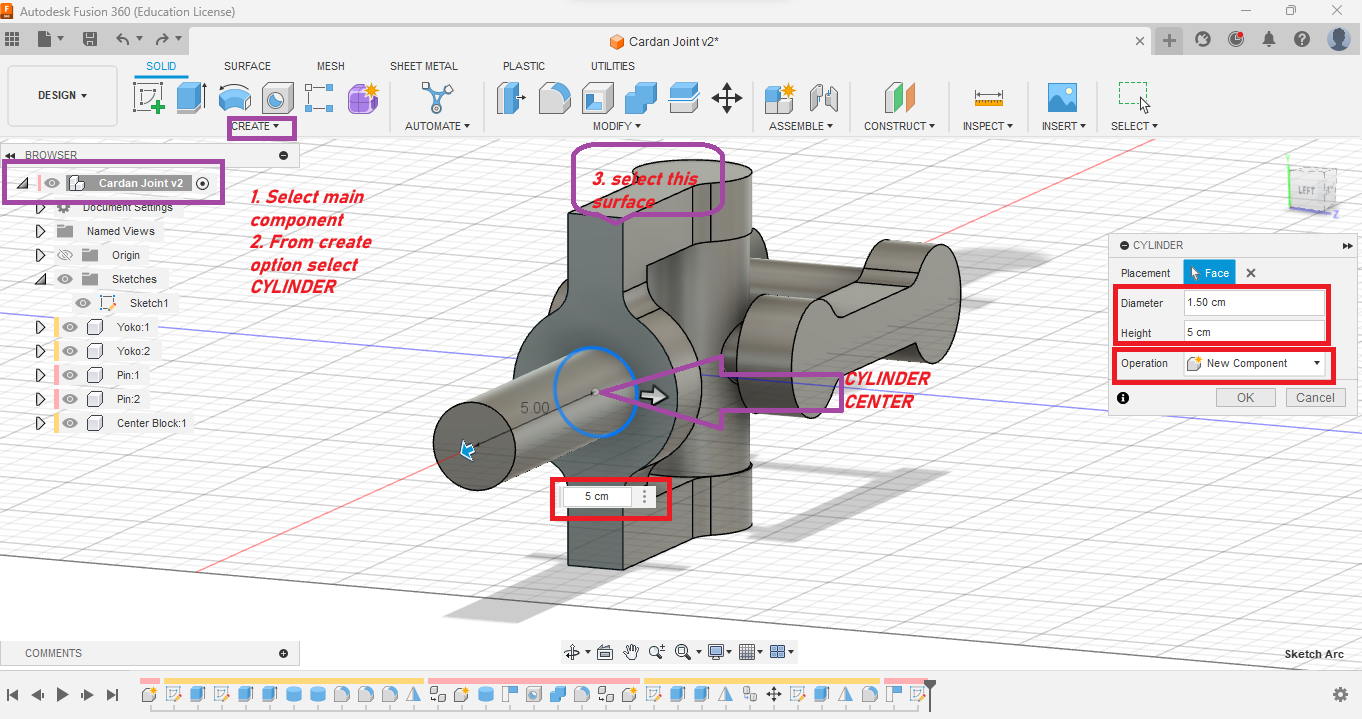 Autodesk Fusion 360 (Education License)
Cardan Joint v2*
SOLID SURFACE MESH SHEET METAL PLASTIC UTILITIES
DESIGN
CREATE AUTOMATE MODIFY ASSEMBLE CONSTRUCT INSPECT INSERT SELECT
BROWSER
Cardan Joint v2
Document Settings
Named Views
Origin
Sketches
Sketch1
Yoko:1
Yoko:2
Pin:1
Pin:2
Center Block:1
1. Select main
component
2. From create
option select
CYLINDER
3. select this
surface
5.00
5 cm
CYLINDER
CENTER
LEFT
Z
CYLINDER
Placement Face
Diameter 1.50 cm
Height 5 cm
Operation New Component
OK Cancel
COMMENTS
Sketch Arc